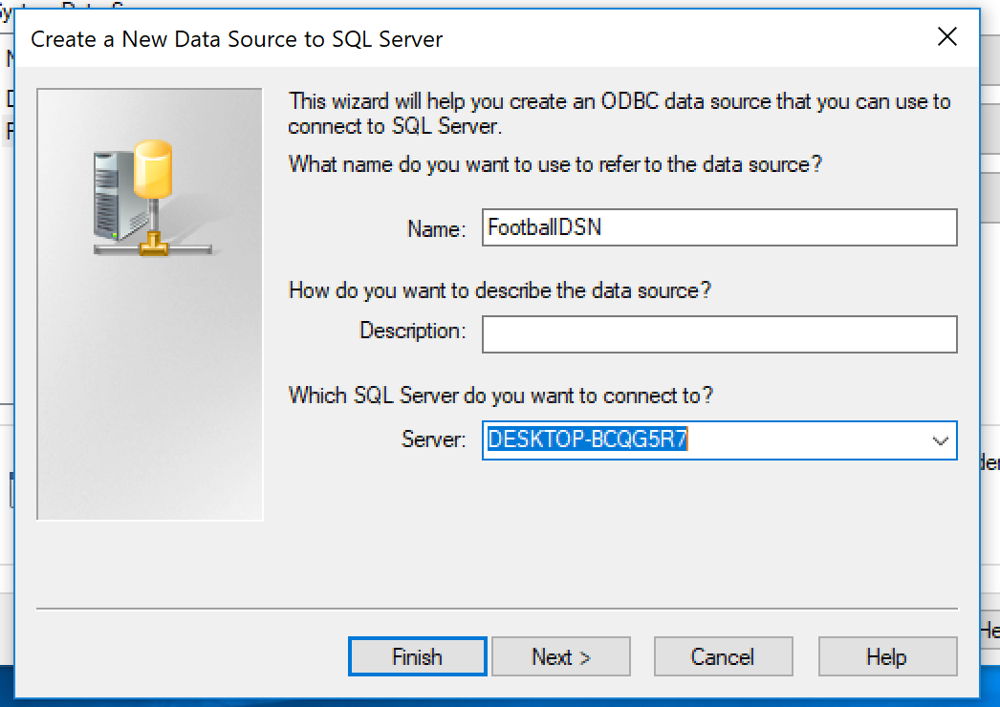 Create a New Data Source to SQL Server
This wizard will help you create an ODBC data source that you can use to
connect to SQL Server.
What name do you want to use to refer to the data source?
Name: FootballDSN
How do you want to describe the data source?
Description:
Which SQL Server do you want to connect to?
Server: DESKTOP-BCQG5R7
Finish Next > Cancel Help